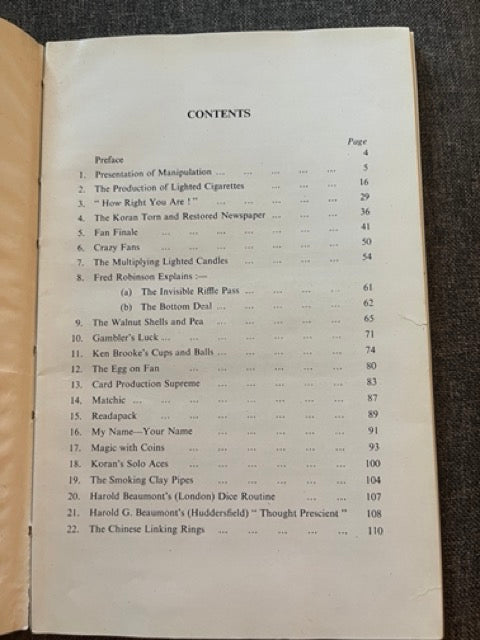 CONTENTS
Page
Preface 4
1. Presentation of Manipulation ... ... ... ... ... 5
2. The Production of Lighted Cigarettes ... ... ... 16
3. " How Right You Are ! " ... ... ... ... ... 29
4. The Koran Torn and Restored Newspaper ... ... ... 36
5. Fan Finale ... ... ... ... ... ... 41
6. Crazy Fans ... ... ... ... ... ... 50
7. The Multiplying Lighted Candles ... ... ... ... 54
8. Fred Robinson Explains :—
(a) The Invisible Riffle Pass ... ... ... ... 61
(b) The Bottom Deal ... ... ... ... ... 62
9. The Walnut Shells and Pea ... ... ... ... ... 65
10. Gambler's Luck ... ... ... ... ... ... 71
11. Ken Brooke's Cups and Balls ... ... ... ... ... 74
12. The Egg on Fan ... ... ... ... ... 80
13. Card Production Supreme ... ... ... ... ... 83
14. Matchic ... ... ... ... ... ... ... 87
15. Readapack ... ... ... ... ... ... 89
16. My Name—Your Name ... ... ... ... ... 91
17. Magic with Coins ... ... ... ... ... 93
18. Koran's Solo Aces ... ... ... ... ... 100
19. The Smoking Clay Pipes ... ... ... ... ... 104
20. Harold Beaumont's (London) Dice Routine ... ... 107
21. Harold G. Beaumont's (Huddersfield) " Thought Prescient " 108
22. The Chinese Linking Rings ... ... ... ... ... 110